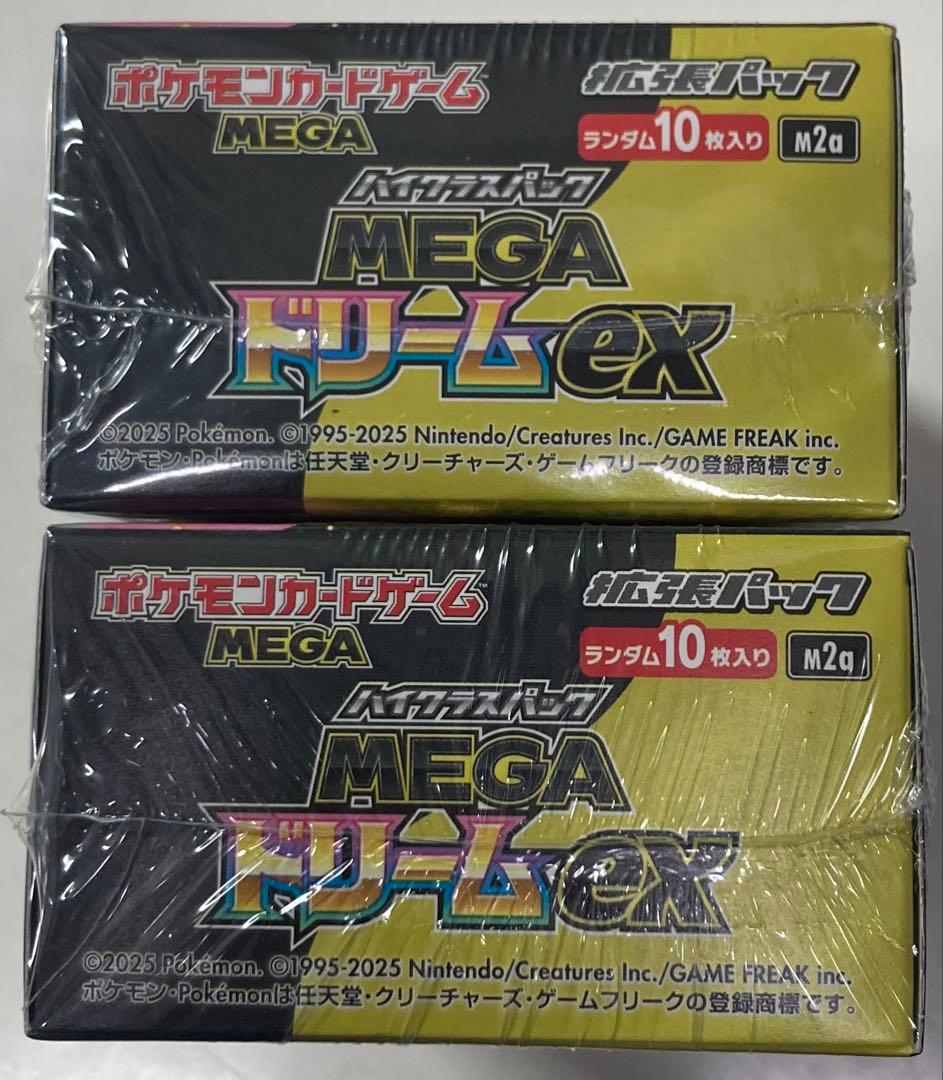 ポケモンカードゲーム™
MEGA
拡張パック
ランダム10枚入り M2a
ハイクラスパック
MEGA
ドリームex
©2025 Pokémon. ©1995-2025 Nintendo/Creatures Inc./GAME FREAK inc.
ポケモン・Pokémonは任天堂・クリーチャーズ・ゲームフリークの登録商標です。
ポケモンカードゲーム™
MEGA
拡張パック
ランダム10枚入り M2a
ハイクラスパック
MEGA
ドリームex
©2025 Pokémon. ©1995-2025 Nintendo/Creatures Inc./GAME FREAK inc.
ポケモン・Pokémonは任天堂・クリーチャーズ・ゲームフリークの登録商標です。